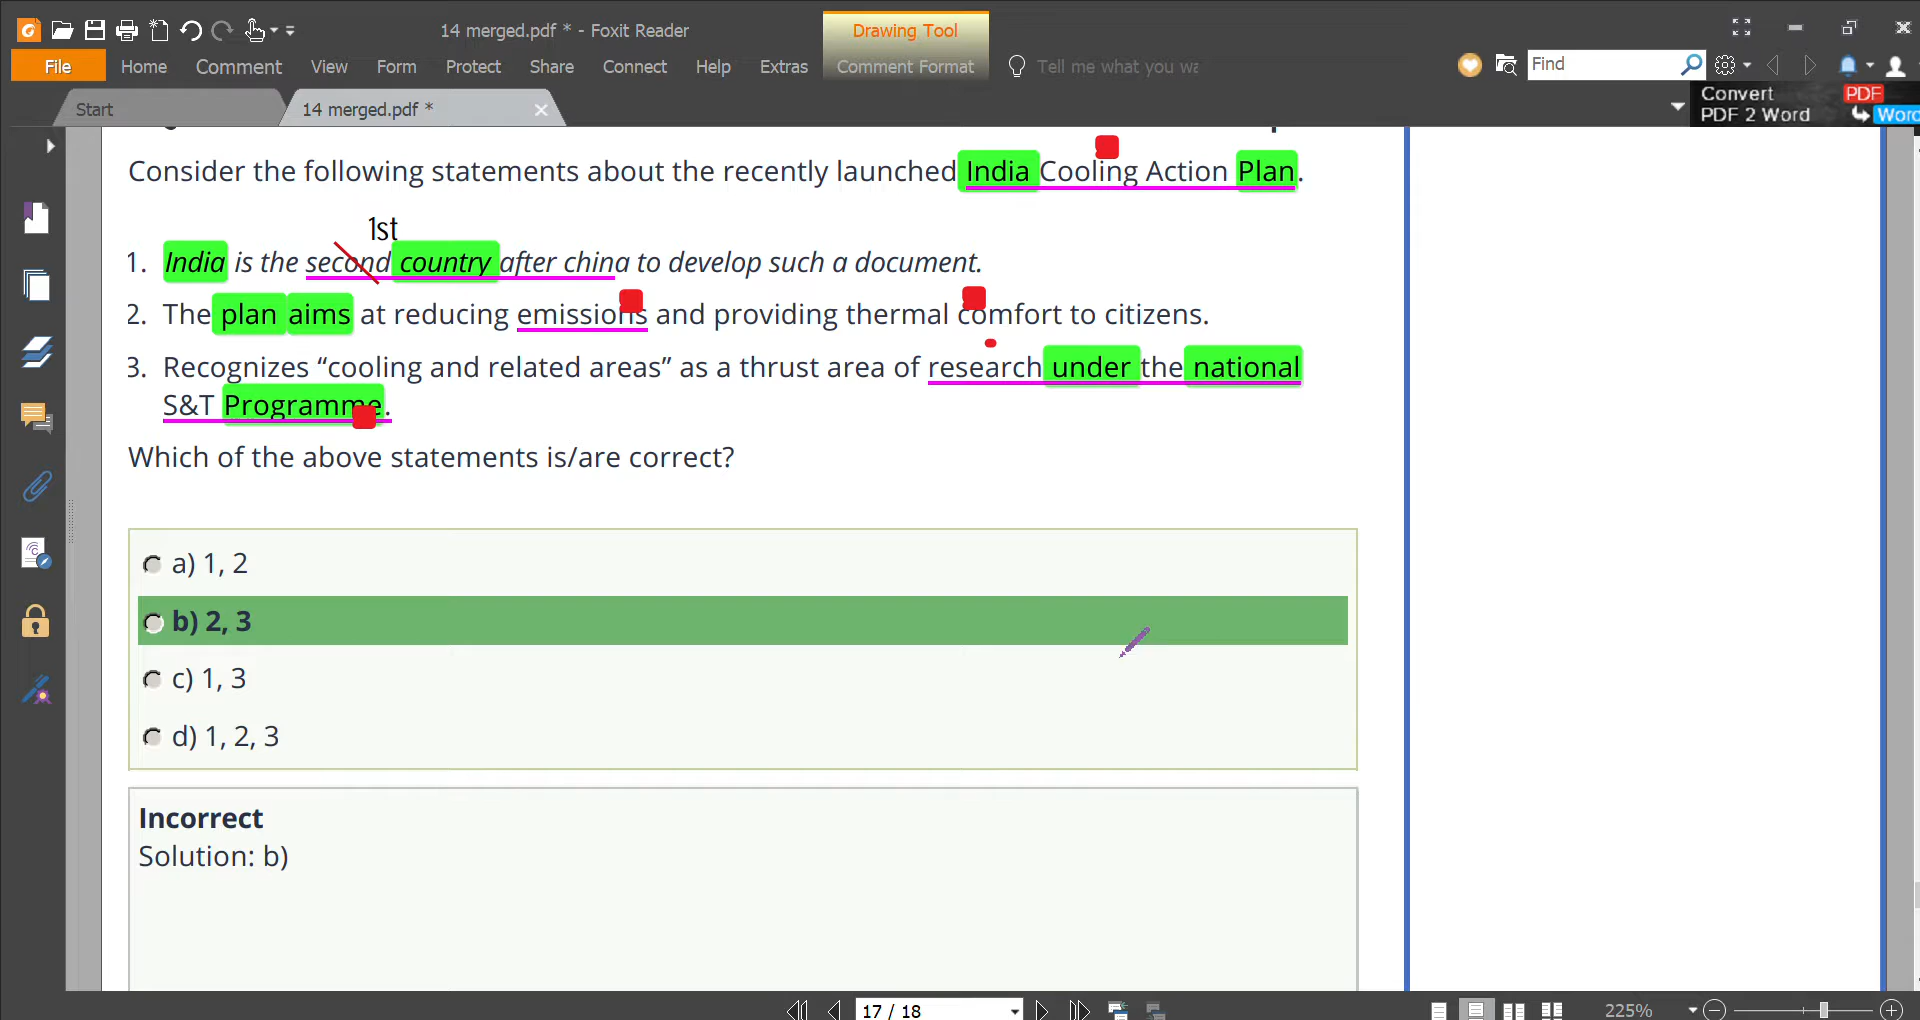 14 merged.pdf * - Foxit Reader
Drawing Tool
File Home Comment View Form Protect Share Connect Help Extras Comment Format Tell me what you wa Find
Start 14 merged.pdf * Convert PDF
PDF 2 Word Word
Consider the following statements about the recently launched India Cooling Action Plan.
1st
1. India is the second country after china to develop such a document.
2. The plan aims at reducing emissions and providing thermal comfort to citizens.
3. Recognizes “cooling and related areas” as a thrust area of research under the national
S&T Programme.
Which of the above statements is/are correct?
a) 1, 2
b) 2, 3
c) 1, 3
d) 1, 2, 3
Incorrect
Solution: b)
17 / 18 225%